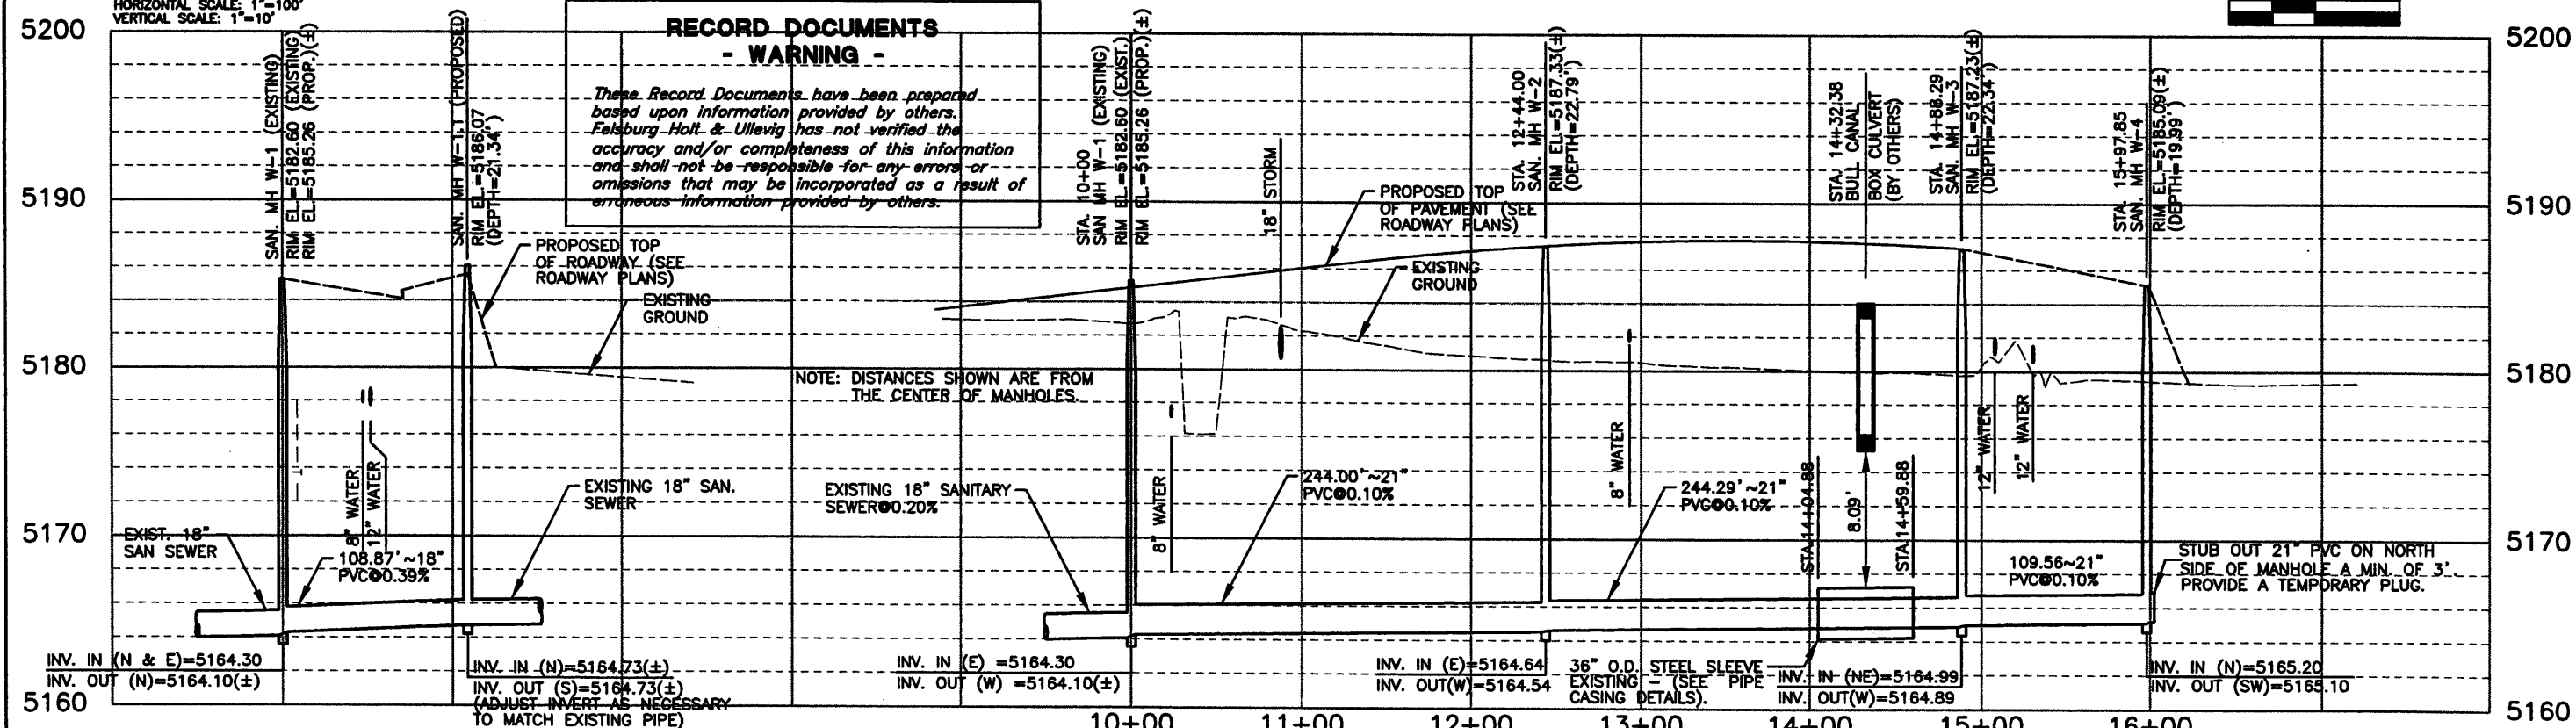 HORIZONTAL SCALE: 1"=100'
VERTICAL SCALE: 1"=10'
5200
5190
5180
5170
5160
RECORD DOCUMENTS
- WARNING -
These Record Documents have been prepared
based upon information provided by others.
Felsburg Holt & Ullevig has not verified the
accuracy and/or completeness of this information
and shall not be responsible for any errors or
omissions that may be incorporated as a result of
erroneous information provided by others.
SAN. MH W-1 (EXISTING)
RIM EL.=5182.60 (EXISTING)
RIM EL.=5185.26 (PROP.)(±)
SAN. MH W-1.1 (PROPOSED)
RIM EL.=5186.07
(DEPTH=21.34')
PROPOSED TOP
OF ROADWAY (SEE
ROADWAY PLANS)
EXISTING
GROUND
8" WATER
12" WATER
EXIST. 18"
SAN SEWER
108.87'~18"
PVC@0.39%
EXISTING 18" SAN.
SEWER
INV. IN (N & E)=5164.30
INV. OUT (N)=5164.10(±)
INV. IN (N)=5164.73(±)
INV. OUT (S)=5164.73(±)
(ADJUST INVERT AS NECESSARY
TO MATCH EXISTING PIPE)
NOTE: DISTANCES SHOWN ARE FROM
THE CENTER OF MANHOLES.
STA. 10+00
SAN MH W-1 (EXISTING)
RIM EL.=5182.60 (EXIST.)
RIM EL.=5185.26 (PROP.)(±)
18" STORM
PROPOSED TOP
OF PAVEMENT (SEE
ROADWAY PLANS)
EXISTING
GROUND
STA. 12+44.00
SAN. MH W-2
RIM EL.=5187.33(±)
(DEPTH=22.79')
STA. 14+32.38
BULL CANAL
BOX CULVERT
(BY OTHERS)
STA. 14+88.29
SAN. MH W-3
RIM EL.=5187.23(±)
(DEPTH=22.34')
STA. 15+97.85
SAN. MH W-4
RIM EL.=5185.09(±)
(DEPTH=19.99')
EXISTING 18" SANITARY
SEWER@0.20%
8" WATER
244.00'~21"
PVC@0.10%
8" WATER
244.29'~21"
PVC@0.10%
STA.14+04.88
8.09'
STA.14+59.88
12" WATER
12" WATER
109.56~21"
PVC@0.10%
STUB OUT 21" PVC ON NORTH
SIDE OF MANHOLE A MIN. OF 3'.
PROVIDE A TEMPORARY PLUG.
INV. IN (E) =5164.30
INV. OUT (W) =5164.10(±)
INV. IN (E)=5164.64
INV. OUT(W)=5164.54
36" O.D. STEEL SLEEVE
EXISTING - (SEE PIPE
CASING DETAILS).
INV. IN (NE)=5164.99
INV. OUT(W)=5164.89
INV. IN (N)=5165.20
INV. OUT (SW)=5165.10
10+00 11+00 12+00 13+00 14+00 15+00 16+00
5200
5190
5180
5170
5160